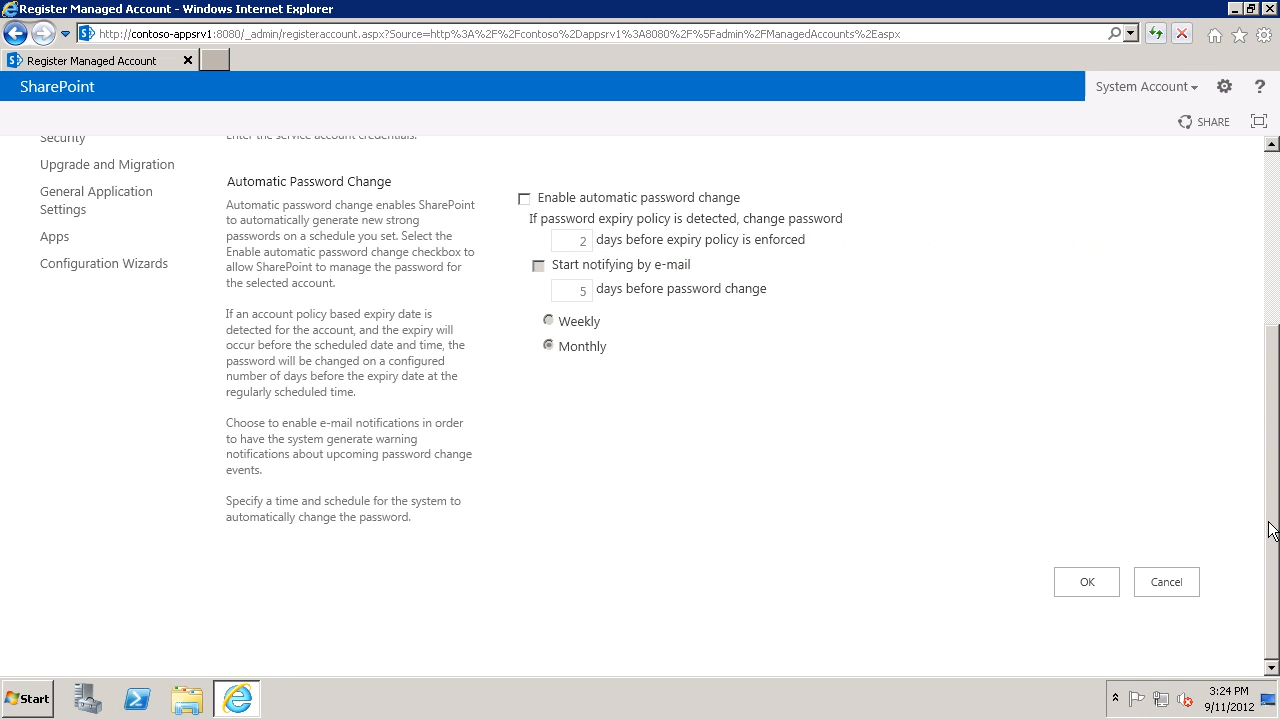 Register Managed Account - Windows Internet Explorer
http://contoso-appsrv1:8080/_admin/registeraccount.aspx?Source=http%3A%2F%2Fcontoso%2Dappsrv1%3A8080%2F%5Fadmin%2FManagedAccounts%2Easpx
Register Managed Account
SharePoint
System Account
?
SHARE
Security
Upgrade and Migration
General Application
Settings
Apps
Configuration Wizards
Enter the service account credentials.
Automatic Password Change
Automatic password change enables SharePoint
to automatically generate new strong
passwords on a schedule you set. Select the
Enable automatic password change checkbox to
allow SharePoint to manage the password for
the selected account.
If an account policy based expiry date is
detected for the account, and the expiry will
occur before the scheduled date and time, the
password will be changed on a configured
number of days before the expiry date at the
regularly scheduled time.
Choose to enable e-mail notifications in order
to have the system generate warning
notifications about upcoming password change
events.
Specify a time and schedule for the system to
automatically change the password.
Enable automatic password change
If password expiry policy is detected, change password
2 days before expiry policy is enforced
Start notifying by e-mail
5 days before password change
Weekly
Monthly
OK
Cancel
Start
3:24 PM
9/11/2012